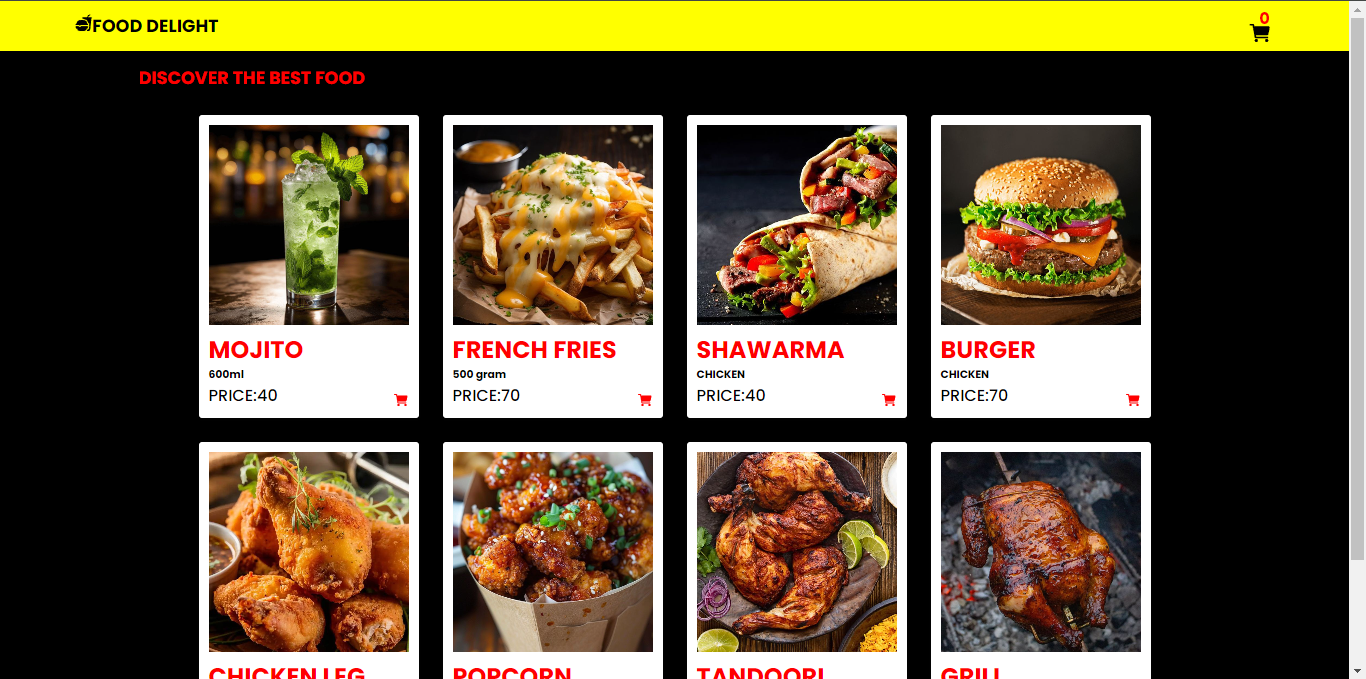 FOOD DELIGHT
0
DISCOVER THE BEST FOOD
MOJITO
600ml
PRICE:40
FRENCH FRIES
500 gram
PRICE:70
SHAWARMA
CHICKEN
PRICE:40
BURGER
CHICKEN
PRICE:70
CHICKEN LEG
POPCORN
TANDOORI
GRILL